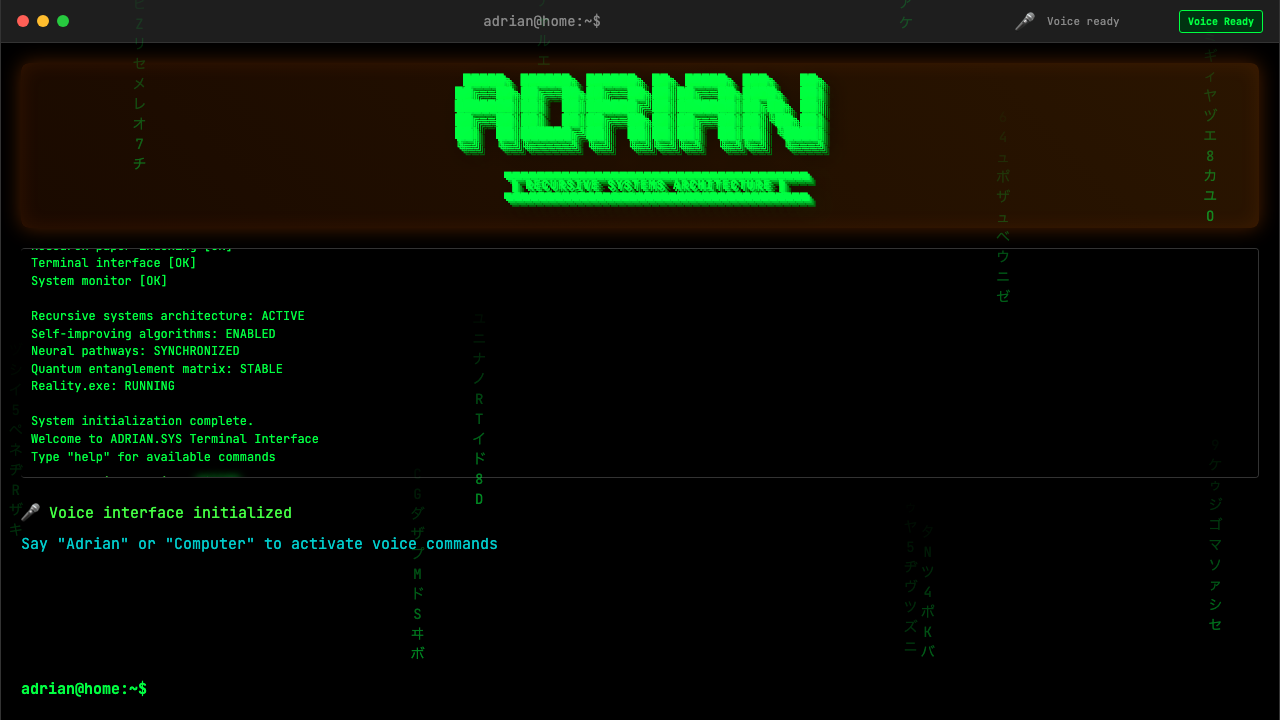 adrian@home:~$
Voice ready
Voice Ready
ADRIAN
RECURSIVE SYSTEMS ARCHITECTURE
Terminal interface [OK]
System monitor [OK]
Recursive systems architecture: ACTIVE
Self-improving algorithms: ENABLED
Neural pathways: SYNCHRONIZED
Quantum entanglement matrix: STABLE
Reality.exe: RUNNING
System initialization complete.
Welcome to ADRIAN.SYS Terminal Interface
Type "help" for available commands
Voice interface initialized
Say "Adrian" or "Computer" to activate voice commands
adrian@home:~$